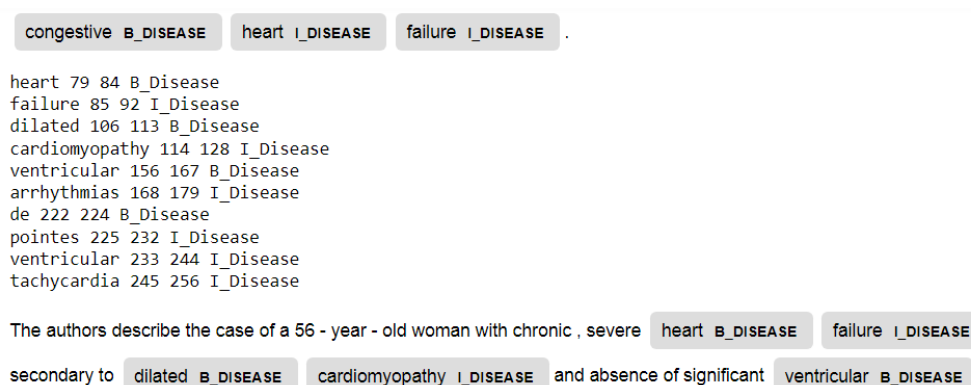 congestive B_DISEASE heart I_DISEASE failure I_DISEASE .
heart 79 84 B_Disease
failure 85 92 I_Disease
dilated 106 113 B_Disease
cardiomyopathy 114 128 I_Disease
ventricular 156 167 B_Disease
arrhythmias 168 179 I_Disease
de 222 224 B_Disease
pointes 225 232 I_Disease
ventricular 233 244 I_Disease
tachycardia 245 256 I_Disease
The authors describe the case of a 56 - year - old woman with chronic , severe heart B_DISEASE failure I_DISEASE
secondary to dilated B_DISEASE cardiomyopathy I_DISEASE and absence of significant ventricular B_DISEASE